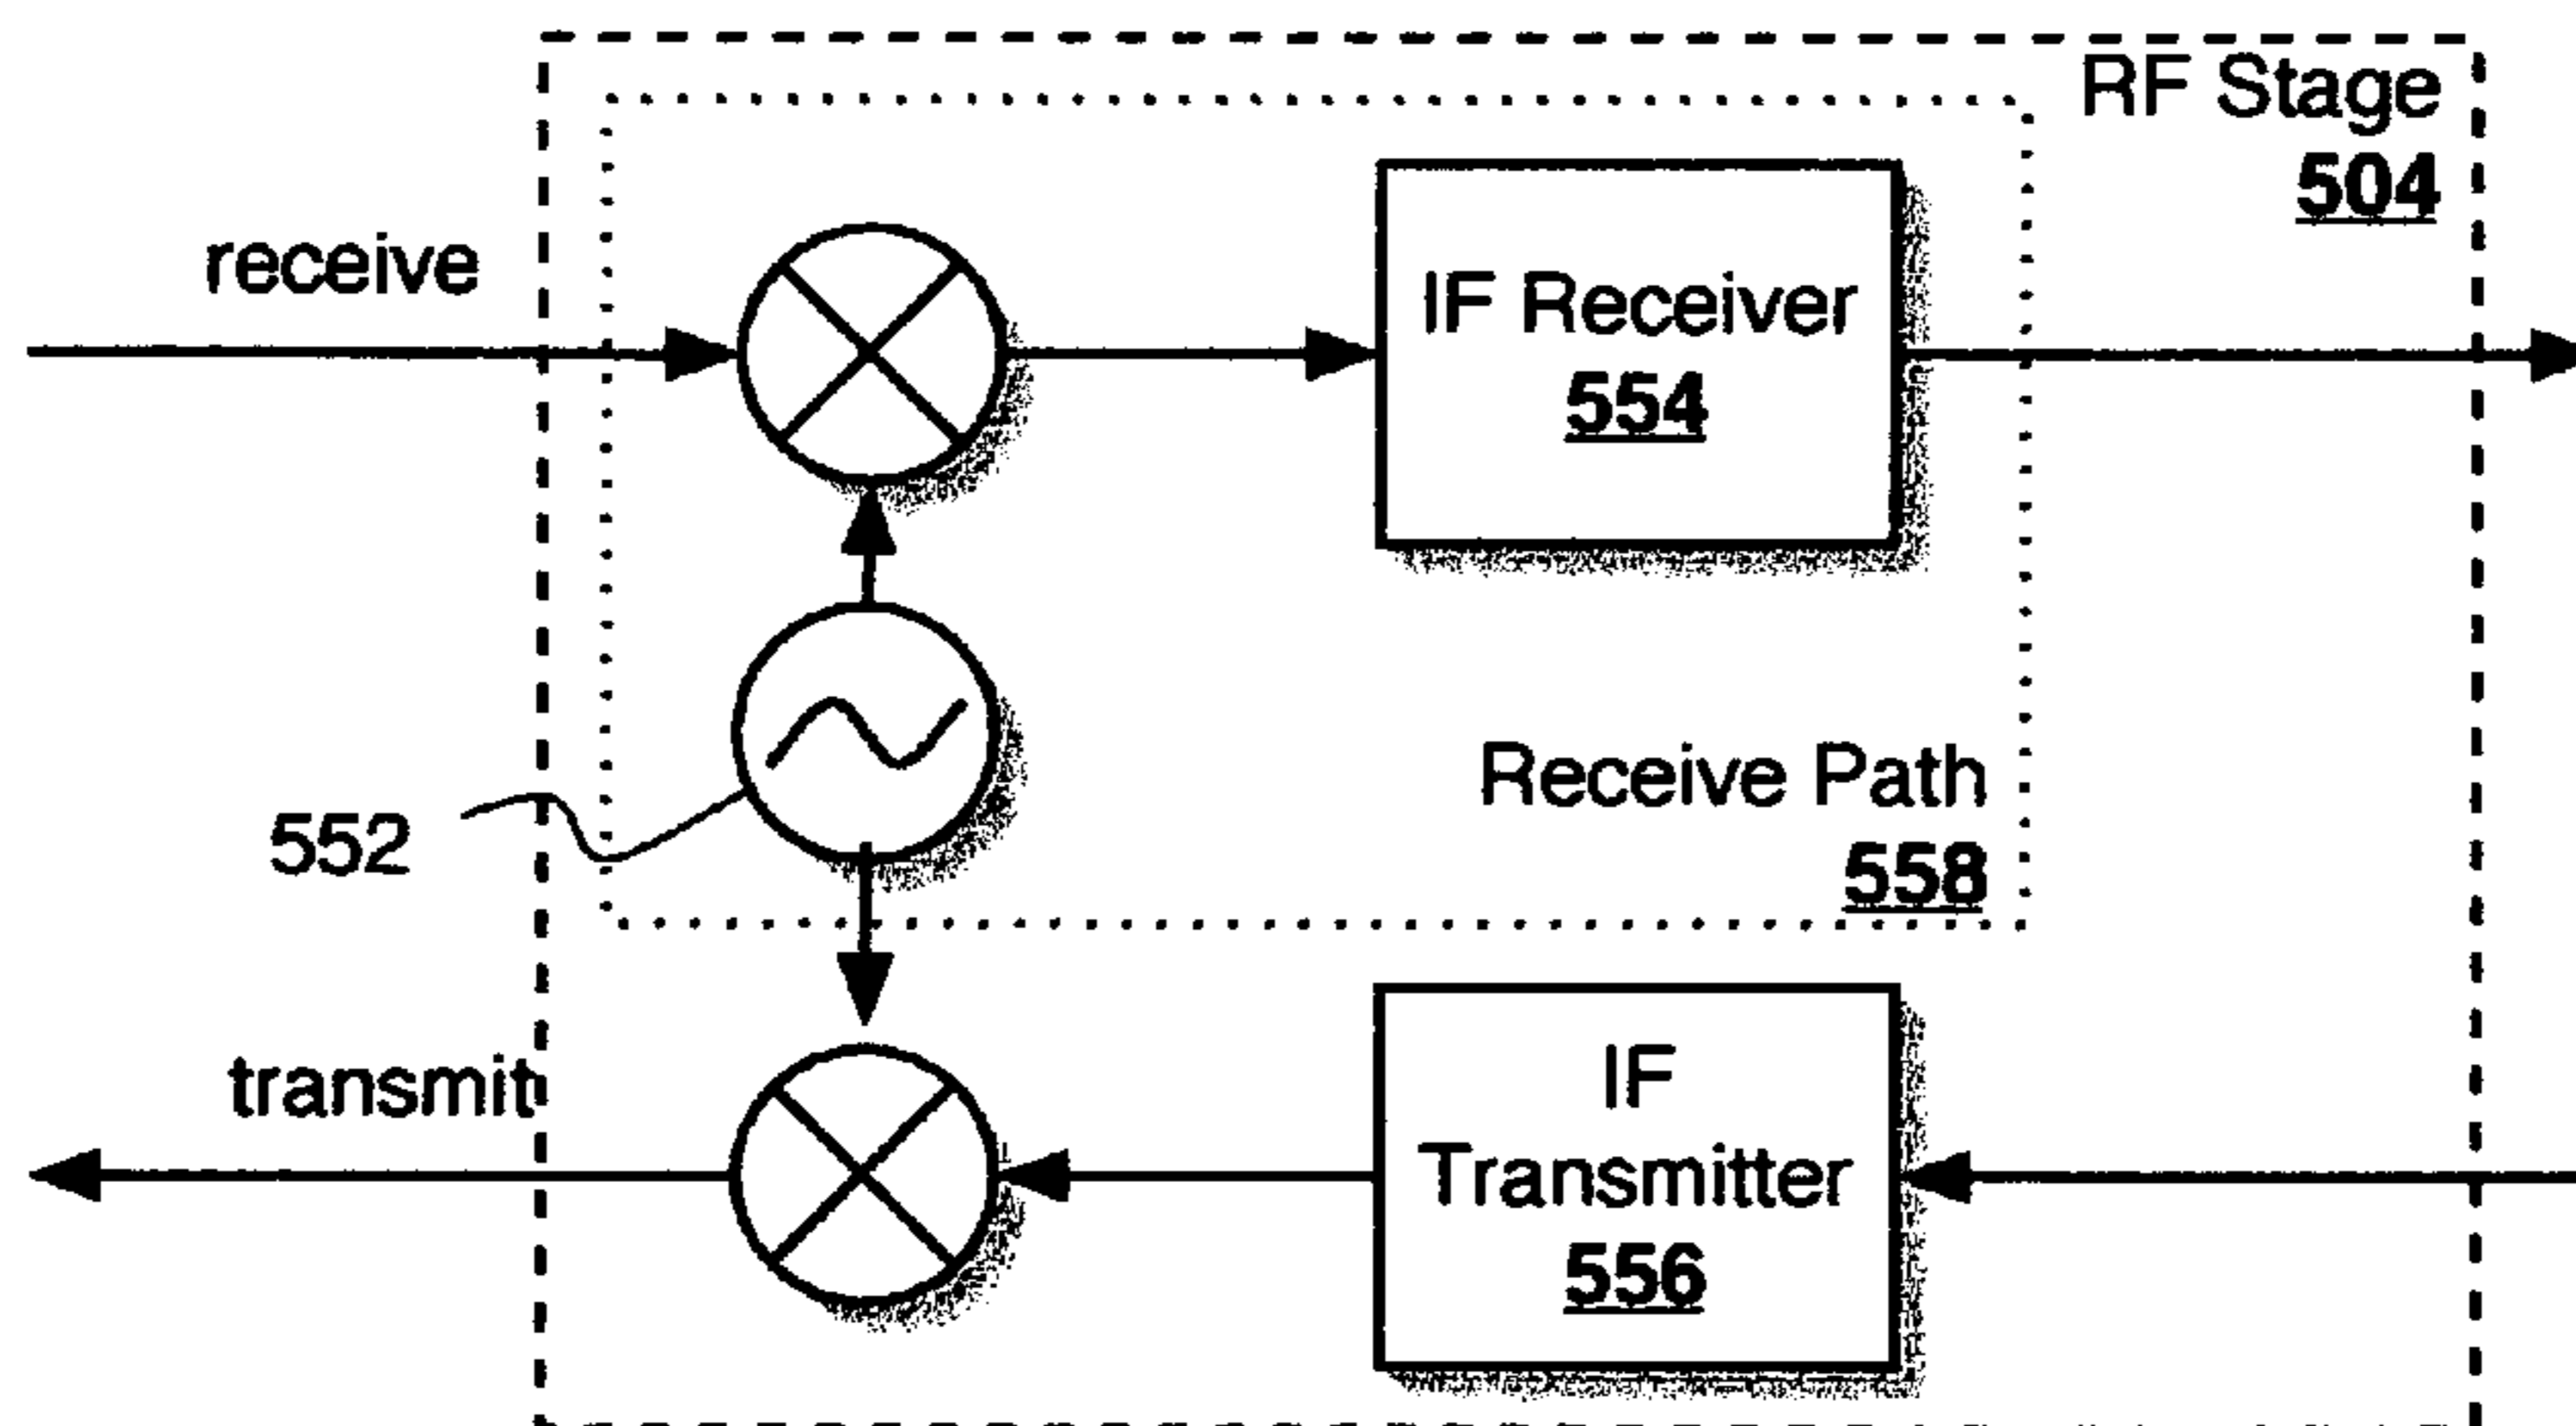 RF Stage
504
receive
IF Receiver
554
Receive Path
558
552
transmit
IF
Transmitter
556